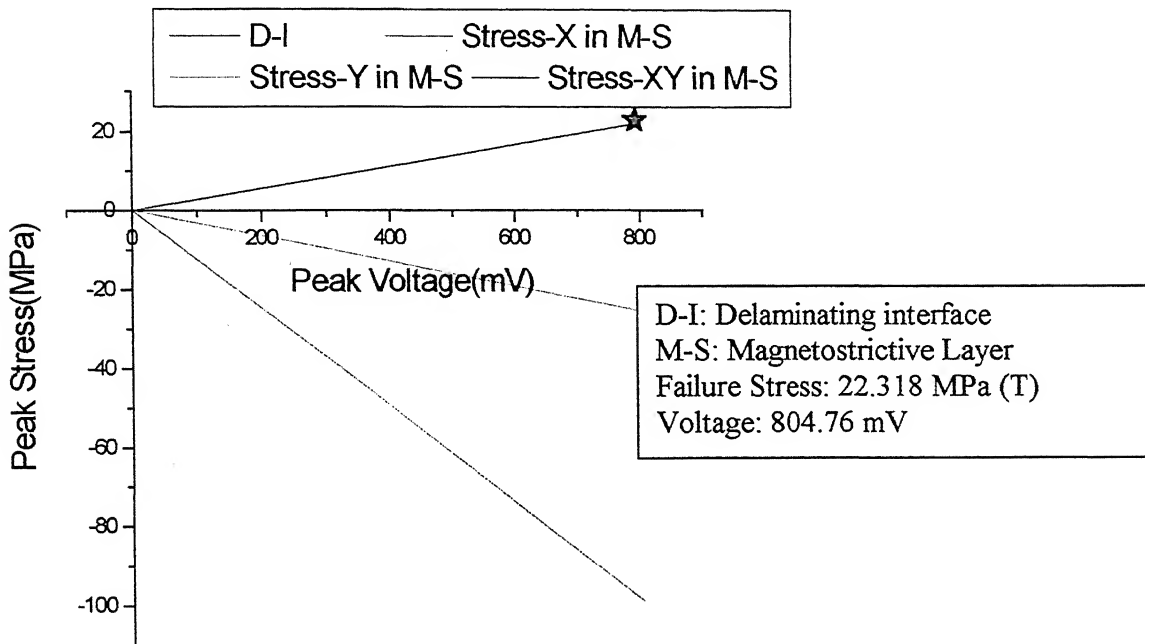 D-I Stress-X in M-S
Stress-Y in M-S Stress-XY in M-S
20
0
-20
-40
-60
-80
-100
Peak Stress(MPa)
0 200 400 600 800
Peak Voltage(mV)
D-I: Delaminating interface
M-S: Magnetostrictive Layer
Failure Stress: 22.318 MPa (T)
Voltage: 804.76 mV